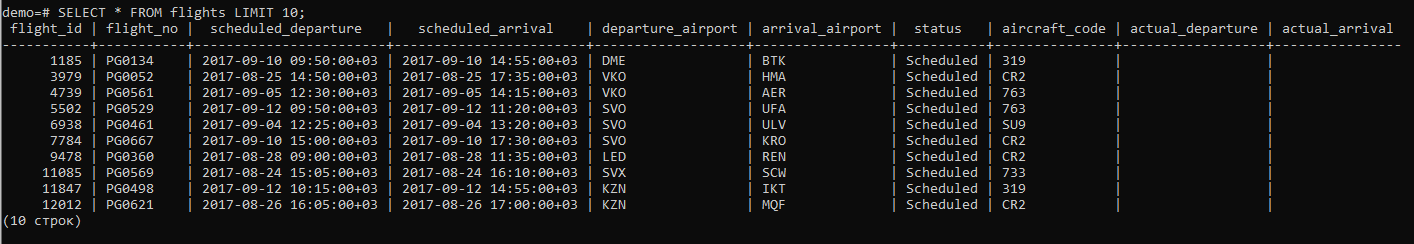 demo=# SELECT * FROM flights LIMIT 10;
 flight_id | flight_no |  scheduled_departure   |   scheduled_arrival    | departure_airport | arrival_airport |  status   | aircraft_code | actual_departure | actual_arrival
-----------+-----------+------------------------+------------------------+-------------------+-----------------+-----------+---------------+------------------+----------------
      1185 | PG0134    | 2017-09-10 09:50:00+03 | 2017-09-10 14:55:00+03 | DME               | BTK             | Scheduled | 319           |                  |
      3979 | PG0052    | 2017-08-25 14:50:00+03 | 2017-08-25 17:35:00+03 | VKO               | HMA             | Scheduled | CR2           |                  |
      4739 | PG0561    | 2017-09-05 12:30:00+03 | 2017-09-05 14:15:00+03 | VKO               | AER             | Scheduled | 763           |                  |
      5502 | PG0529    | 2017-09-12 09:50:00+03 | 2017-09-12 11:20:00+03 | SVO               | UFA             | Scheduled | 763           |                  |
      6938 | PG0461    | 2017-09-04 12:25:00+03 | 2017-09-04 13:20:00+03 | SVO               | ULV             | Scheduled | SU9           |                  |
      7784 | PG0667    | 2017-09-10 15:00:00+03 | 2017-09-10 17:30:00+03 | SVO               | KRO             | Scheduled | CR2           |                  |
      9478 | PG0360    | 2017-08-28 09:00:00+03 | 2017-08-28 11:35:00+03 | LED               | REN             | Scheduled | CR2           |                  |
     11085 | PG0569    | 2017-08-24 15:05:00+03 | 2017-08-24 16:10:00+03 | SVX               | SCW             | Scheduled | 733           |                  |
     11847 | PG0498    | 2017-09-12 10:15:00+03 | 2017-09-12 14:55:00+03 | KZN               | IKT             | Scheduled | 319           |                  |
     12012 | PG0621    | 2017-08-26 16:05:00+03 | 2017-08-26 17:00:00+03 | KZN               | MQF             | Scheduled | CR2           |                  |
(10 строк)